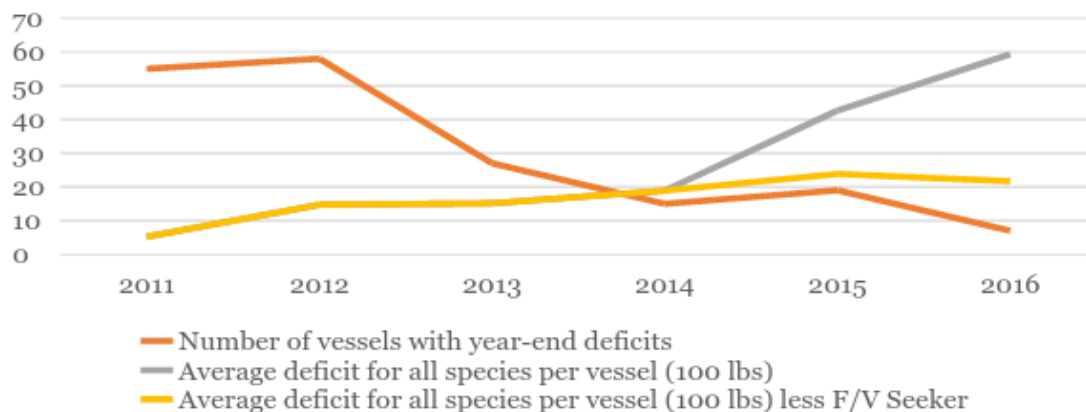 70
60
50
40
30
20
10
0
2011 2012 2013 2014 2015 2016
Number of vessels with year-end deficits
Average deficit for all species per vessel (100 lbs)
Average deficit for all species per vessel (100 lbs) less F/V Seeker